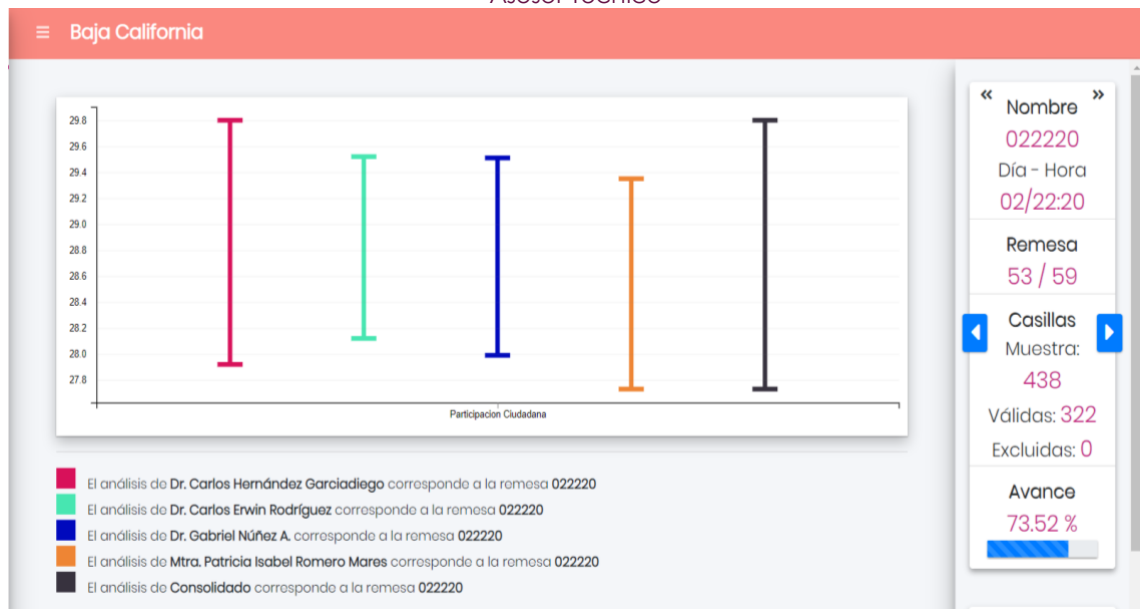 Asesor Técnico
≡ Baja California
29.8
29.6
29.4
29.2
29.0
28.8
28.6
28.4
28.2
28.0
27.8
Participacion Ciudadana
El análisis de Dr. Carlos Hernández Garciadiego corresponde a la remesa 022220
El análisis de Dr. Carlos Erwin Rodríguez corresponde a la remesa 022220
El análisis de Dr. Gabriel Núñez A. corresponde a la remesa 022220
El análisis de Mtra. Patricia Isabel Romero Mares corresponde a la remesa 022220
El análisis de Consolidado corresponde a la remesa 022220
« Nombre »
022220
Día - Hora
02/22:20
Remesa
53 / 59
Casillas
Muestra:
438
Válidas: 322
Excluidas: 0
Avance
73.52 %